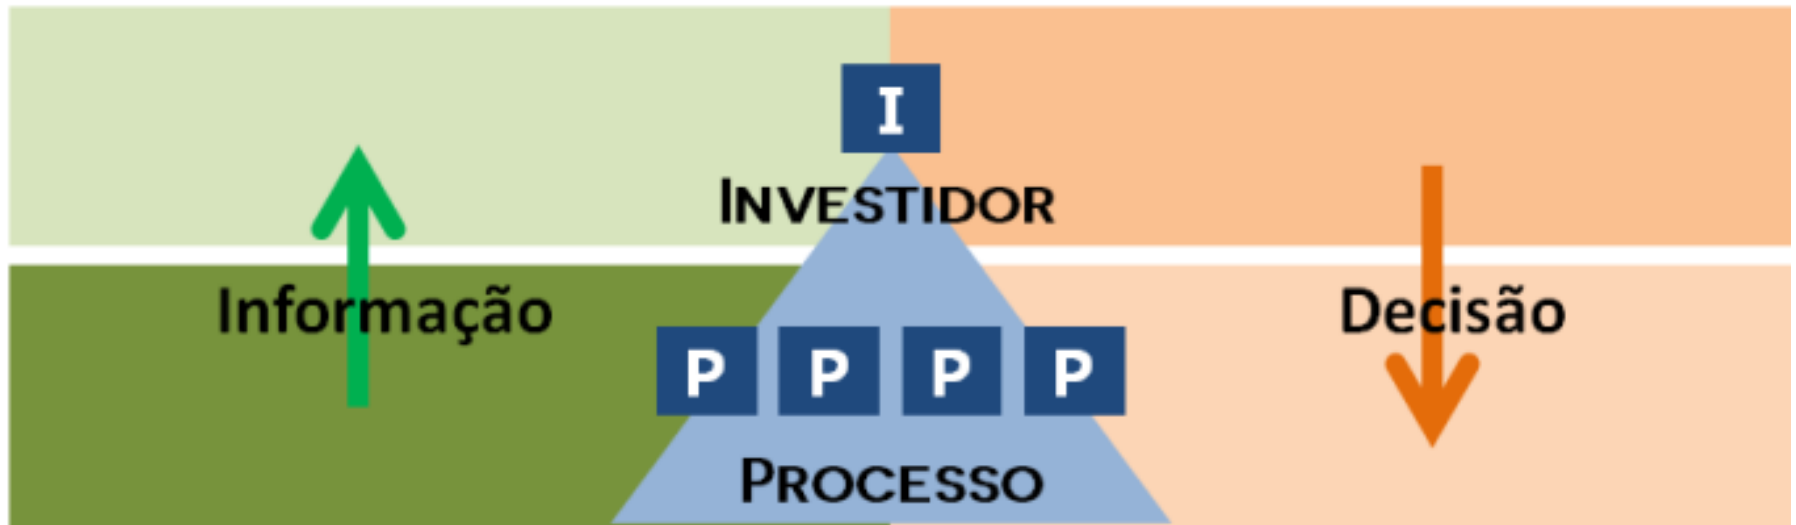 I
INVESTIDOR
Informação
Decisão
P P P P
PROCESSO